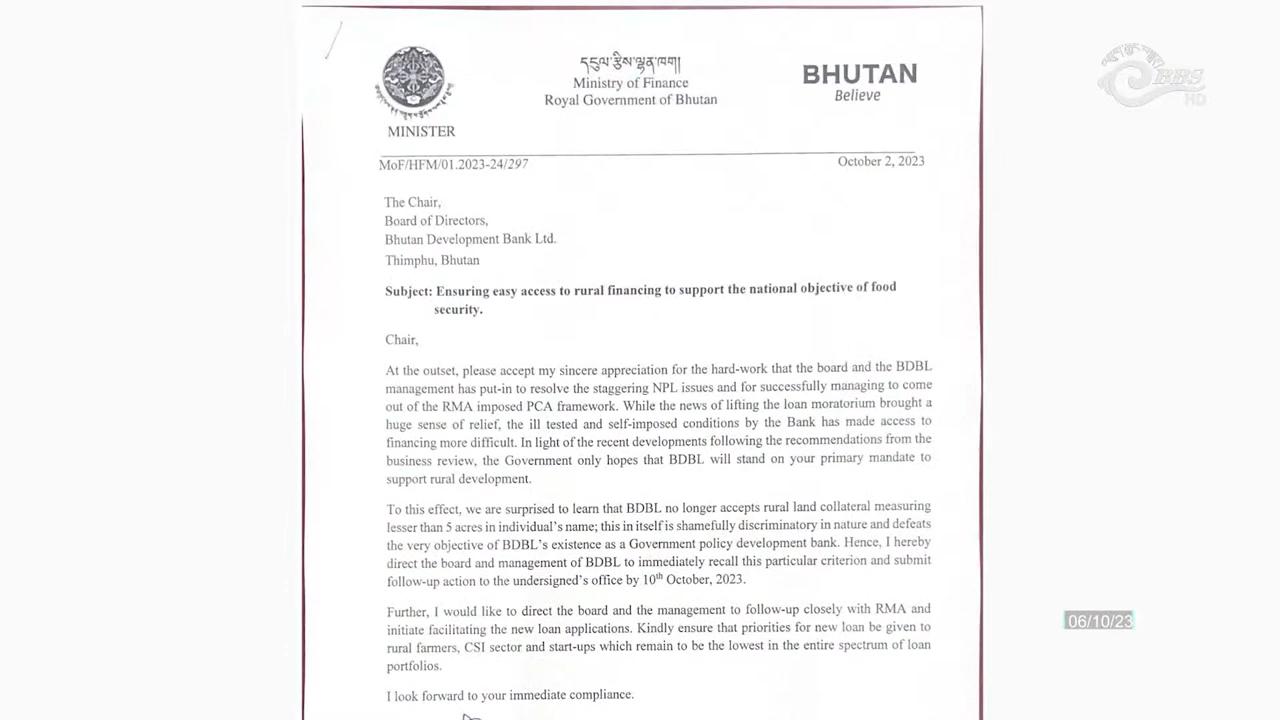 དངུལ་རྩིས་ལྷན་ཁག།
Ministry of Finance
Royal Government of Bhutan
BHUTAN
Believe
BBS
HD
MINISTER
MoF/HFM/01.2023-24/297
October 2, 2023
The Chair,
Board of Directors,
Bhutan Development Bank Ltd.
Thimphu, Bhutan
Subject: Ensuring easy access to rural financing to support the national objective of food
security.
Chair,
At the outset, please accept my sincere appreciation for the hard-work that the board and the BDBL
management has put-in to resolve the staggering NPL issues and for successfully managing to come
out of the RMA imposed PCA framework. While the news of lifting the loan moratorium brought a
huge sense of relief, the ill tested and self-imposed conditions by the Bank has made access to
financing more difficult. In light of the recent developments following the recommendations from the
business review, the Government only hopes that BDBL will stand on your primary mandate to
support rural development.
To this effect, we are surprised to learn that BDBL no longer accepts rural land collateral measuring
lesser than 5 acres in individual's name; this in itself is shamefully discriminatory in nature and defeats
the very objective of BDBL's existence as a Government policy development bank. Hence, I hereby
direct the board and management of BDBL to immediately recall this particular criterion and submit
follow-up action to the undersigned's office by 10th October, 2023.
Further, I would like to direct the board and the management to follow-up closely with RMA and
initiate facilitating the new loan applications. Kindly ensure that priorities for new loan be given to
rural farmers, CSI sector and start-ups which remain to be the lowest in the entire spectrum of loan
portfolios.
I look forward to your immediate compliance.
06/10/23